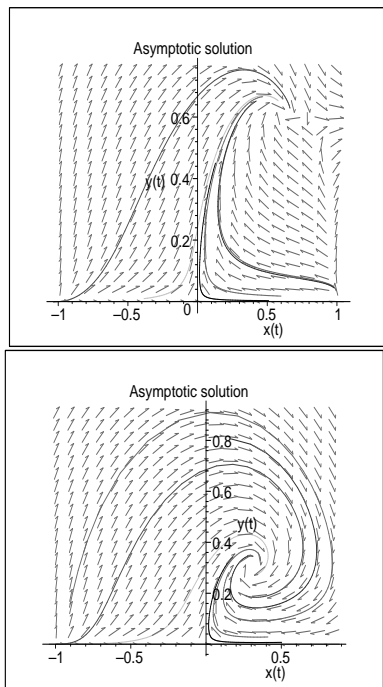 Asymptotic solution
0.6
0.4
y(t)
0.2
0
–1
–0.5
0.5
1
x(t)
Asymptotic solution
0.8
0.6
y(t)
0.4
0.2
–1
–0.5
0.5
x(t)